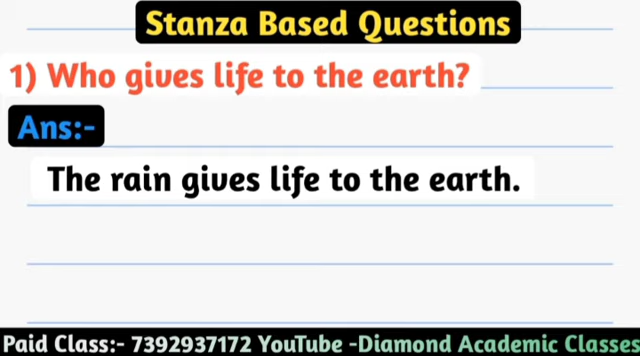 Stanza Based Questions
1) Who gives life to the earth?
Ans:-
The rain gives life to the earth.
Paid Class:- 7392937172 YouTube -Diamond Academic Classes